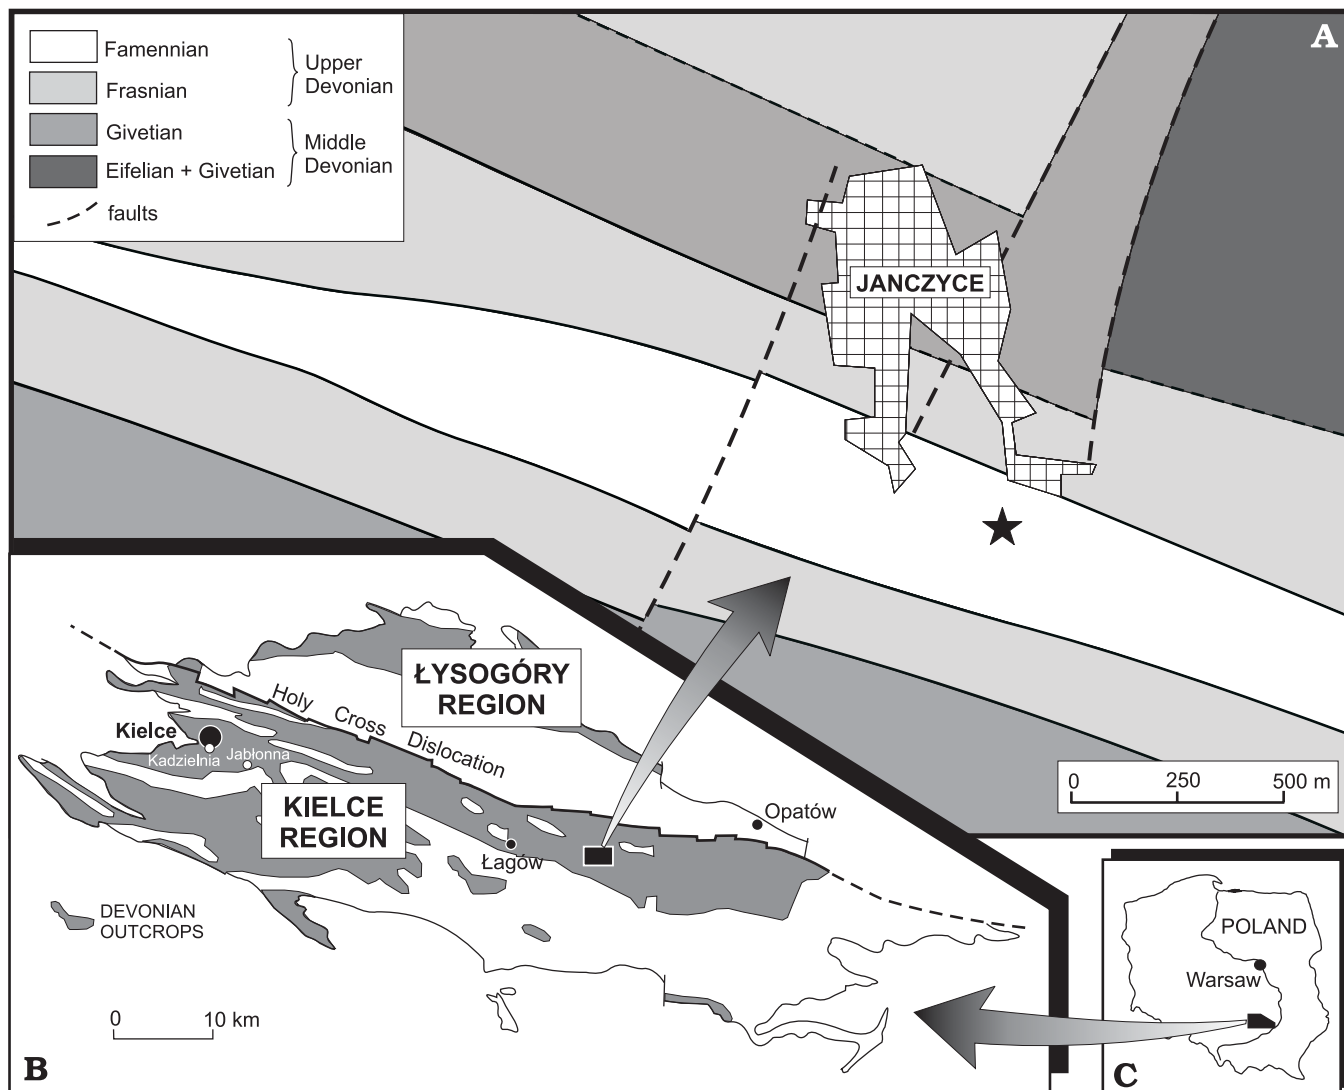 A
Famennian
Frasnian
Upper
Devonian
Givetian
Eifelian + Givetian
Middle
Devonian
faults
JANCZYCE
0 250 500 m
ŁYSOGÓRY
REGION
Holy Cross Dislocation
Kielce
Kadzielnia
Jabłonna
KIELCE
REGION
Opatów
Łagów
DEVONIAN
OUTCROPS
0 10 km
B
POLAND
Warsaw
C